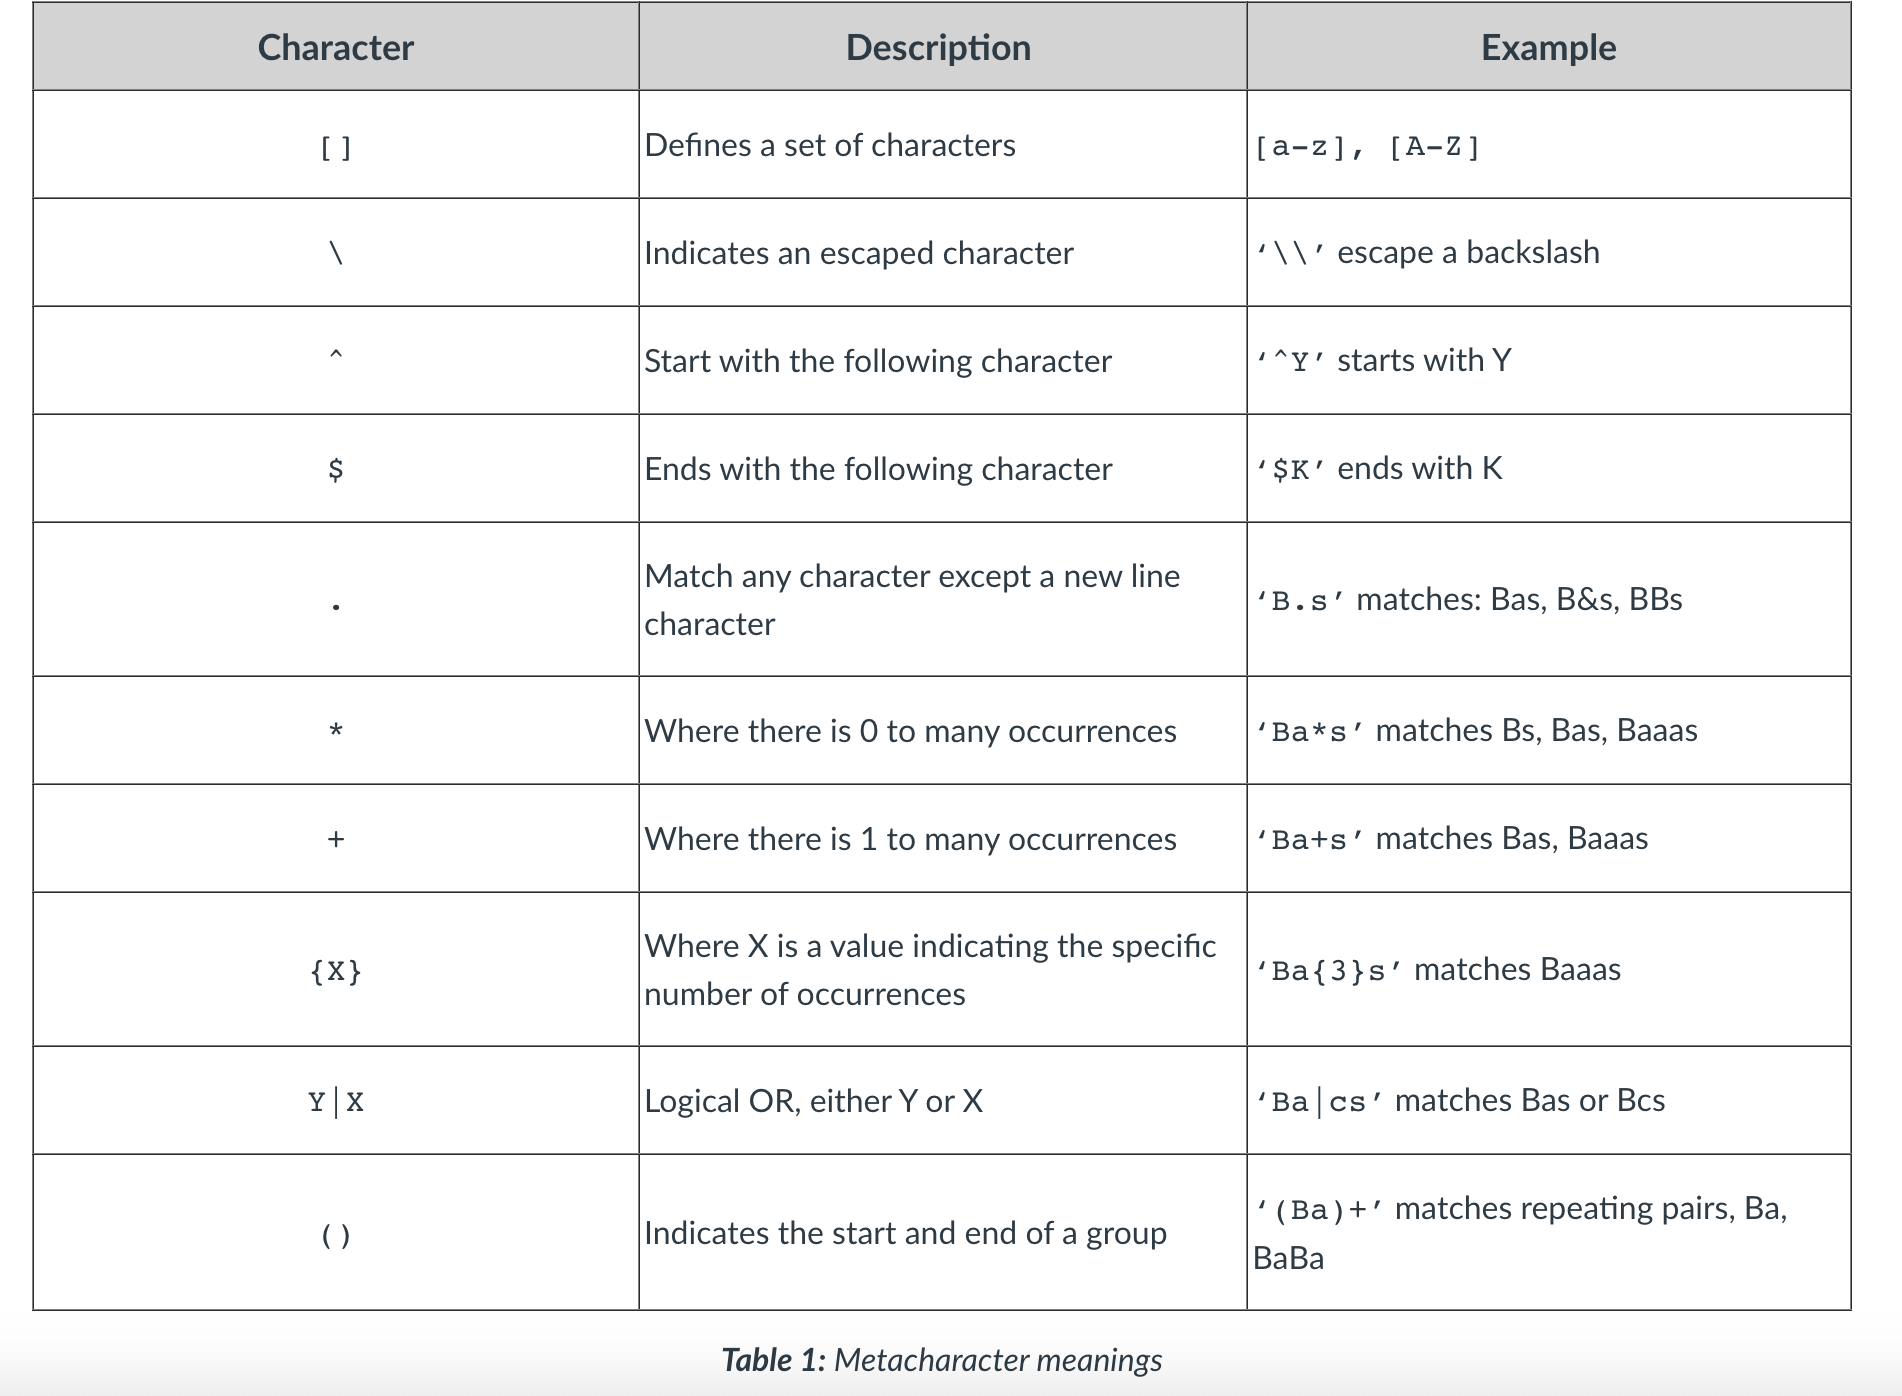 Character Description Example
[] Defines a set of characters [a-z], [A-Z]
\ Indicates an escaped character ‘\\’ escape a backslash
^ Start with the following character ‘^Y’ starts with Y
$ Ends with the following character ‘$K’ ends with K
. Match any character except a new line
character ‘B.s’ matches: Bas, B&s, BBs
* Where there is 0 to many occurrences ‘Ba*s’ matches Bs, Bas, Baaas
+ Where there is 1 to many occurrences ‘Ba+s’ matches Bas, Baaas
{X} Where X is a value indicating the specific
number of occurrences ‘Ba{3}s’ matches Baaas
Y|X Logical OR, either Y or X ‘Ba|cs’ matches Bas or Bcs
() Indicates the start and end of a group ‘(Ba)+’ matches repeating pairs, Ba,
BaBa
Table 1: Metacharacter meanings